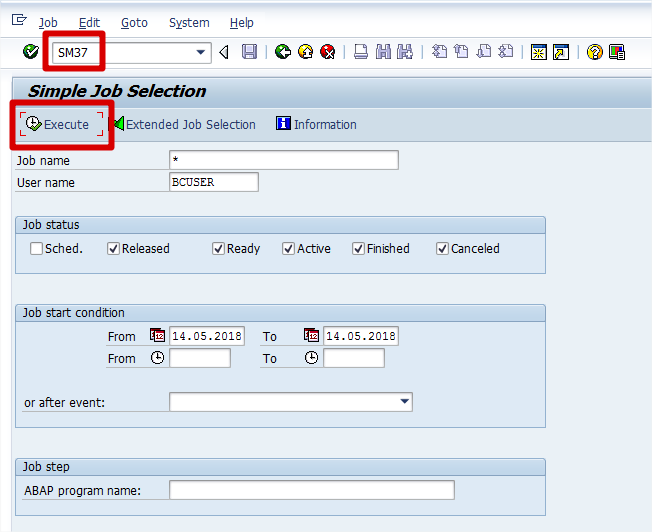 Job Edit Goto System Help
SM37
Simple Job Selection
Execute Extended Job Selection Information
Job name *
User name BCUSER
Job status
Sched. Released Ready Active Finished Canceled
Job start condition
From 14.05.2018 To 14.05.2018
From To
or after event:
Job step
ABAP program name: